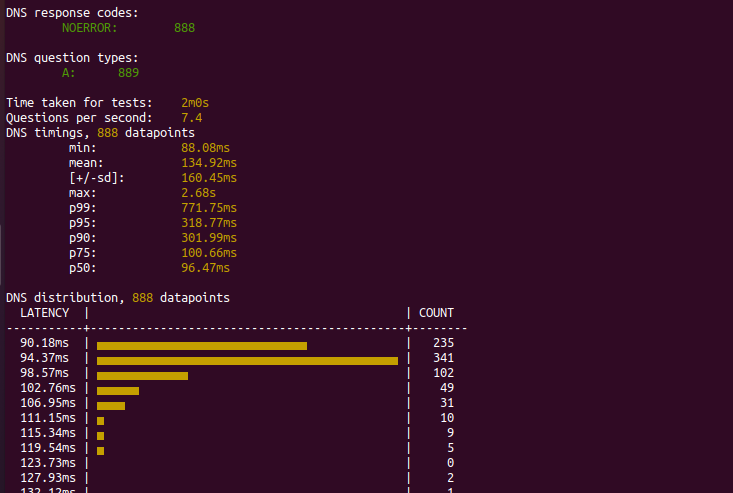 DNS response codes:
NOERROR: 888
DNS question types:
A: 889
Time taken for tests: 2m0s
Questions per second: 7.4
DNS timings, 888 datapoints
min: 88.08ms
mean: 134.92ms
[+/-sd]: 160.45ms
max: 2.68s
p99: 771.75ms
p95: 318.77ms
p90: 301.99ms
p75: 100.66ms
p50: 96.47ms
DNS distribution, 888 datapoints
LATENCY | | COUNT
----------+---------------------------------------------+--------
90.18ms | | 235
94.37ms | | 341
98.57ms | | 102
102.76ms | | 49
106.95ms | | 31
111.15ms | | 10
115.34ms | | 9
119.54ms | | 5
123.73ms | | 0
127.93ms | | 2
132.12ms | | 1